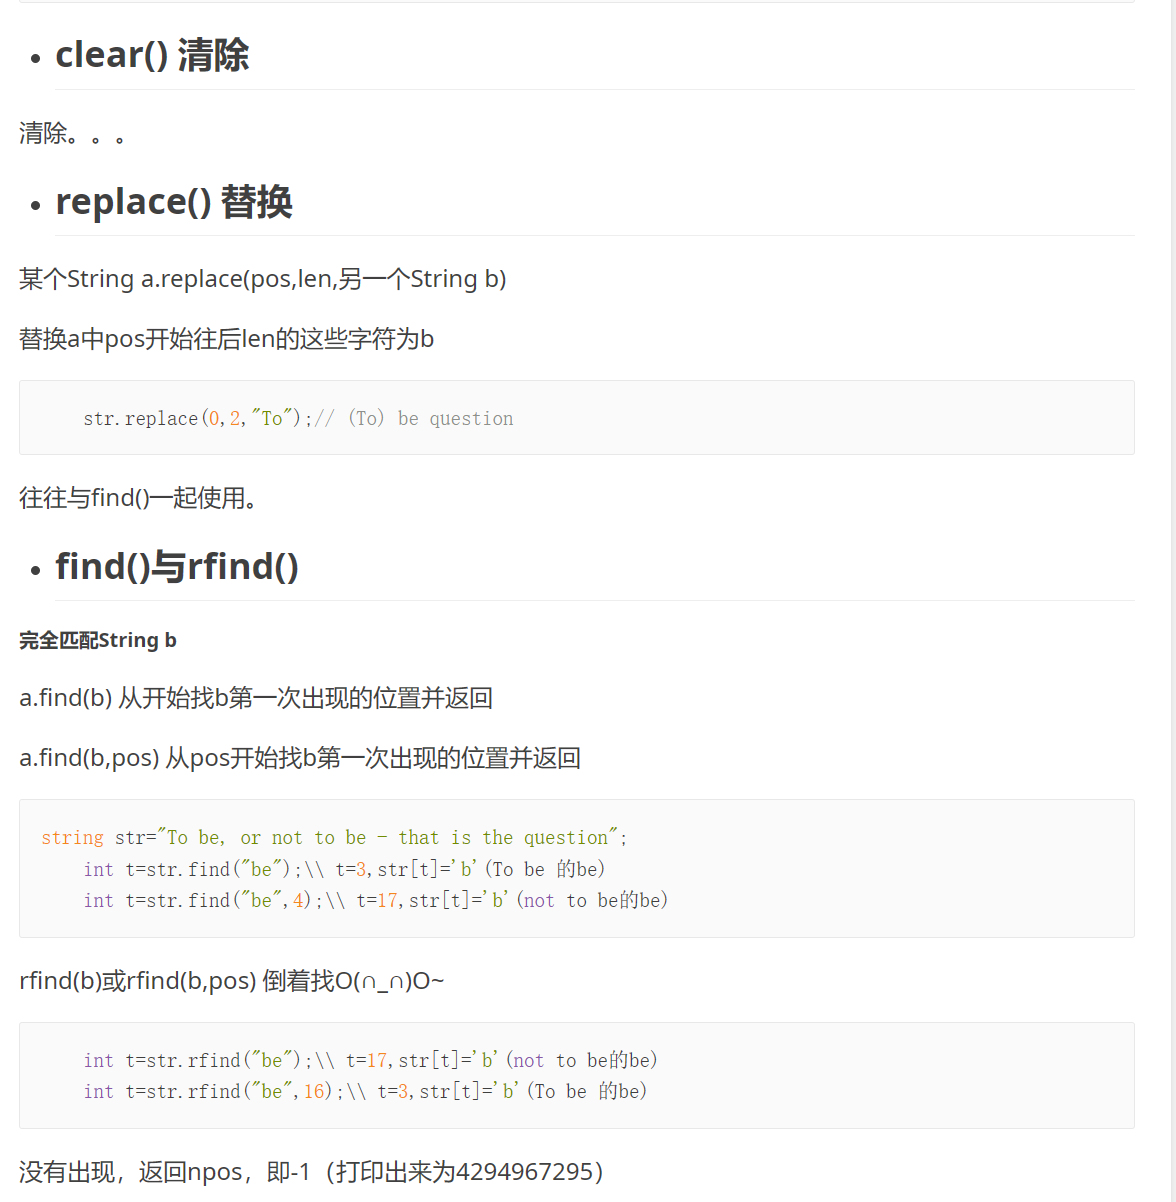 clear() 清除
清除。。。
replace() 替换
某个String a.replace(pos,len,另一个String b)
替换a中pos开始往后len的这些字符为b
str.replace(0,2,"To");// (To) be question
往往与find()一起使用。
find()与rfind()
完全匹配String b
a.find(b) 从开始找b第一次出现的位置并返回
a.find(b,pos) 从pos开始找b第一次出现的位置并返回
string str="To be, or not to be - that is the question";
int t=str.find("be");\\ t=3,str[t]='b'(To be 的be)
int t=str.find("be",4);\\ t=17,str[t]='b'(not to be的be)
rfind(b)或rfind(b,pos) 倒着找O(∩_∩)O~
int t=str.rfind("be");\\ t=17,str[t]='b'(not to be的be)
int t=str.rfind("be",16);\\ t=3,str[t]='b'(To be 的be)
没有出现，返回npos，即-1（打印出来为4294967295）